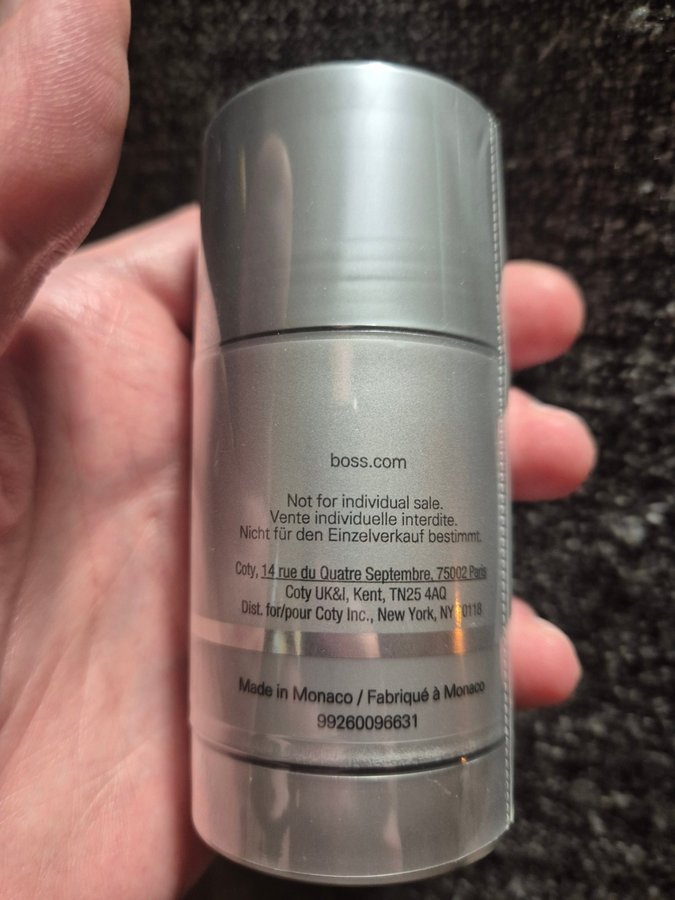 boss.com
Not for individual sale.
Vente individuelle interdite.
Nicht für den Einzelverkauf bestimmt.
Coty, 14 rue du Quatre Septembre, 75002 Paris
Coty UK&I, Kent, TN25 4AQ
Dist. for/pour Coty Inc., New York, NY 10118
Made in Monaco / Fabriqué à Monaco
99260096631